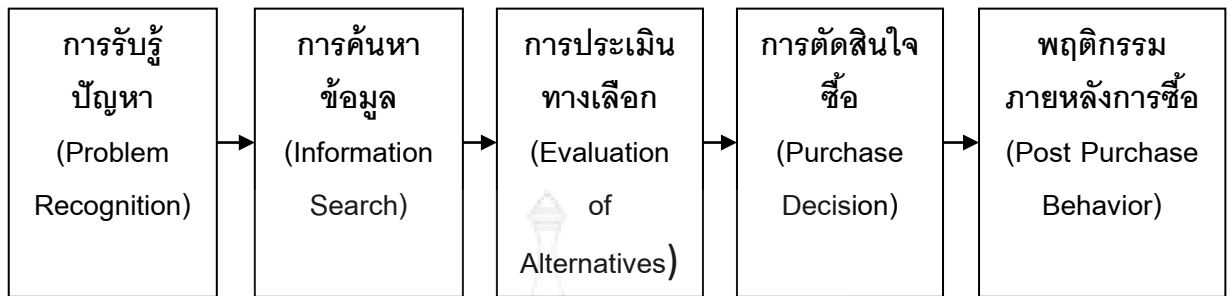 การรับรู้
ปัญหา
(Problem
Recognition)
การค้นหา
ข้อมูล
(Information
Search)
การประเมิน
ทางเลือก
(Evaluation
of
Alternatives)
การตัดสินใจ
ซื้อ
(Purchase
Decision)
พฤติกรรม
ภายหลังการซื้อ
(Post Purchase
Behavior)